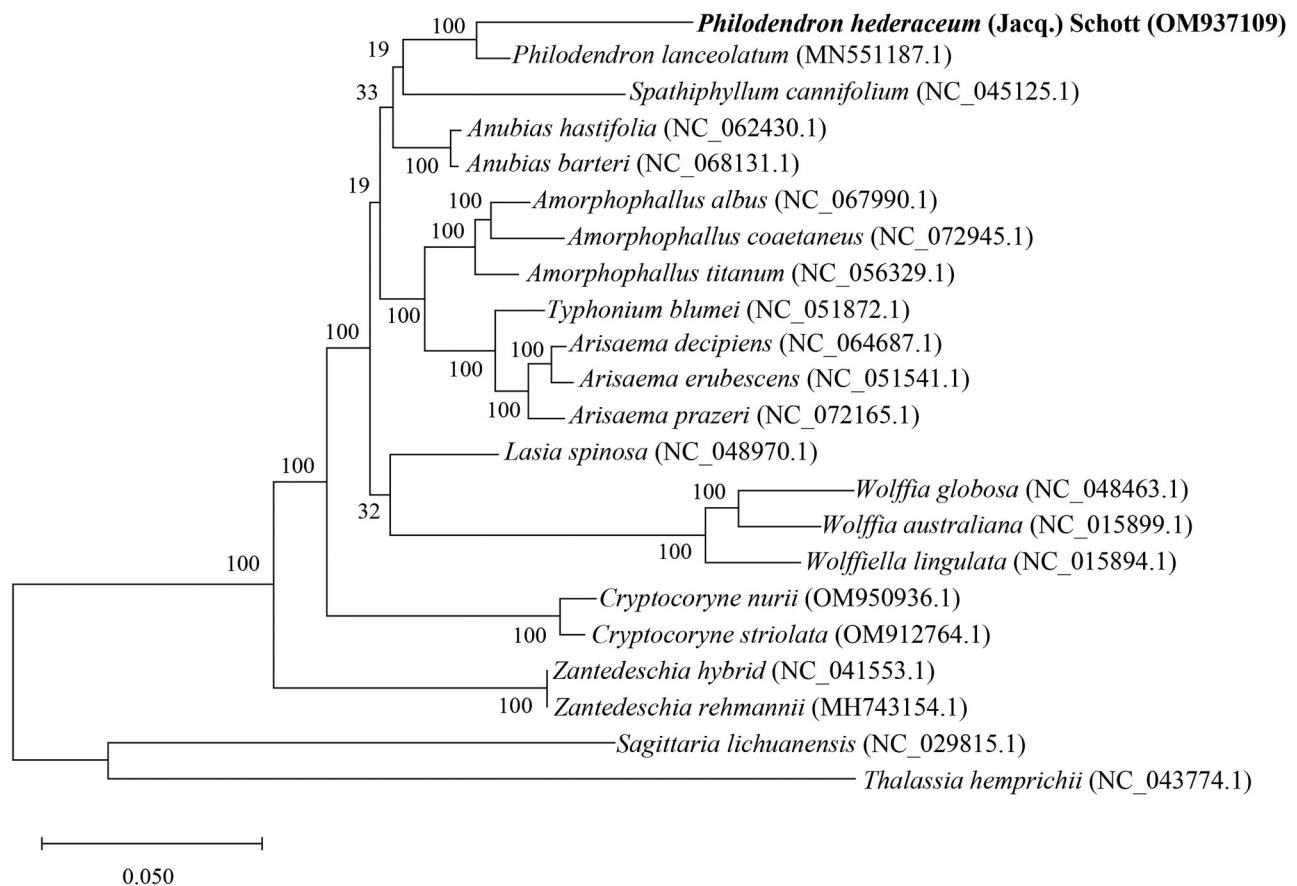 100
Philodendron hederaceum (Jacq.) Schott (OM937109)
19
Philodendron lanceolatum (MN551187.1)
33
Spathiphyllum cannifolium (NC_045125.1)
Anubias hastifolia (NC_062430.1)
100
Anubias barteri (NC_068131.1)
19
100
Amorphophallus albus (NC_067990.1)
100
Amorphophallus coaetaneus (NC_072945.1)
Amorphophallus titanum (NC_056329.1)
100
Typhonium blumei (NC_051872.1)
100
100
Arisaema decipiens (NC_064687.1)
100
Arisaema erubescens (NC_051541.1)
100
Arisaema prazeri (NC_072165.1)
Lasia spinosa (NC_048970.1)
100
32
100
Wolffia globosa (NC_048463.1)
Wolffia australiana (NC_015899.1)
100
Wolffiella lingulata (NC_015894.1)
100
Cryptocoryne nurii (OM950936.1)
100
Cryptocoryne striolata (OM912764.1)
Zantedeschia hybrid (NC_041553.1)
100
Zantedeschia rehmannii (MH743154.1)
Sagittaria lichuanensis (NC_029815.1)
Thalassia hemprichii (NC_043774.1)
0.050